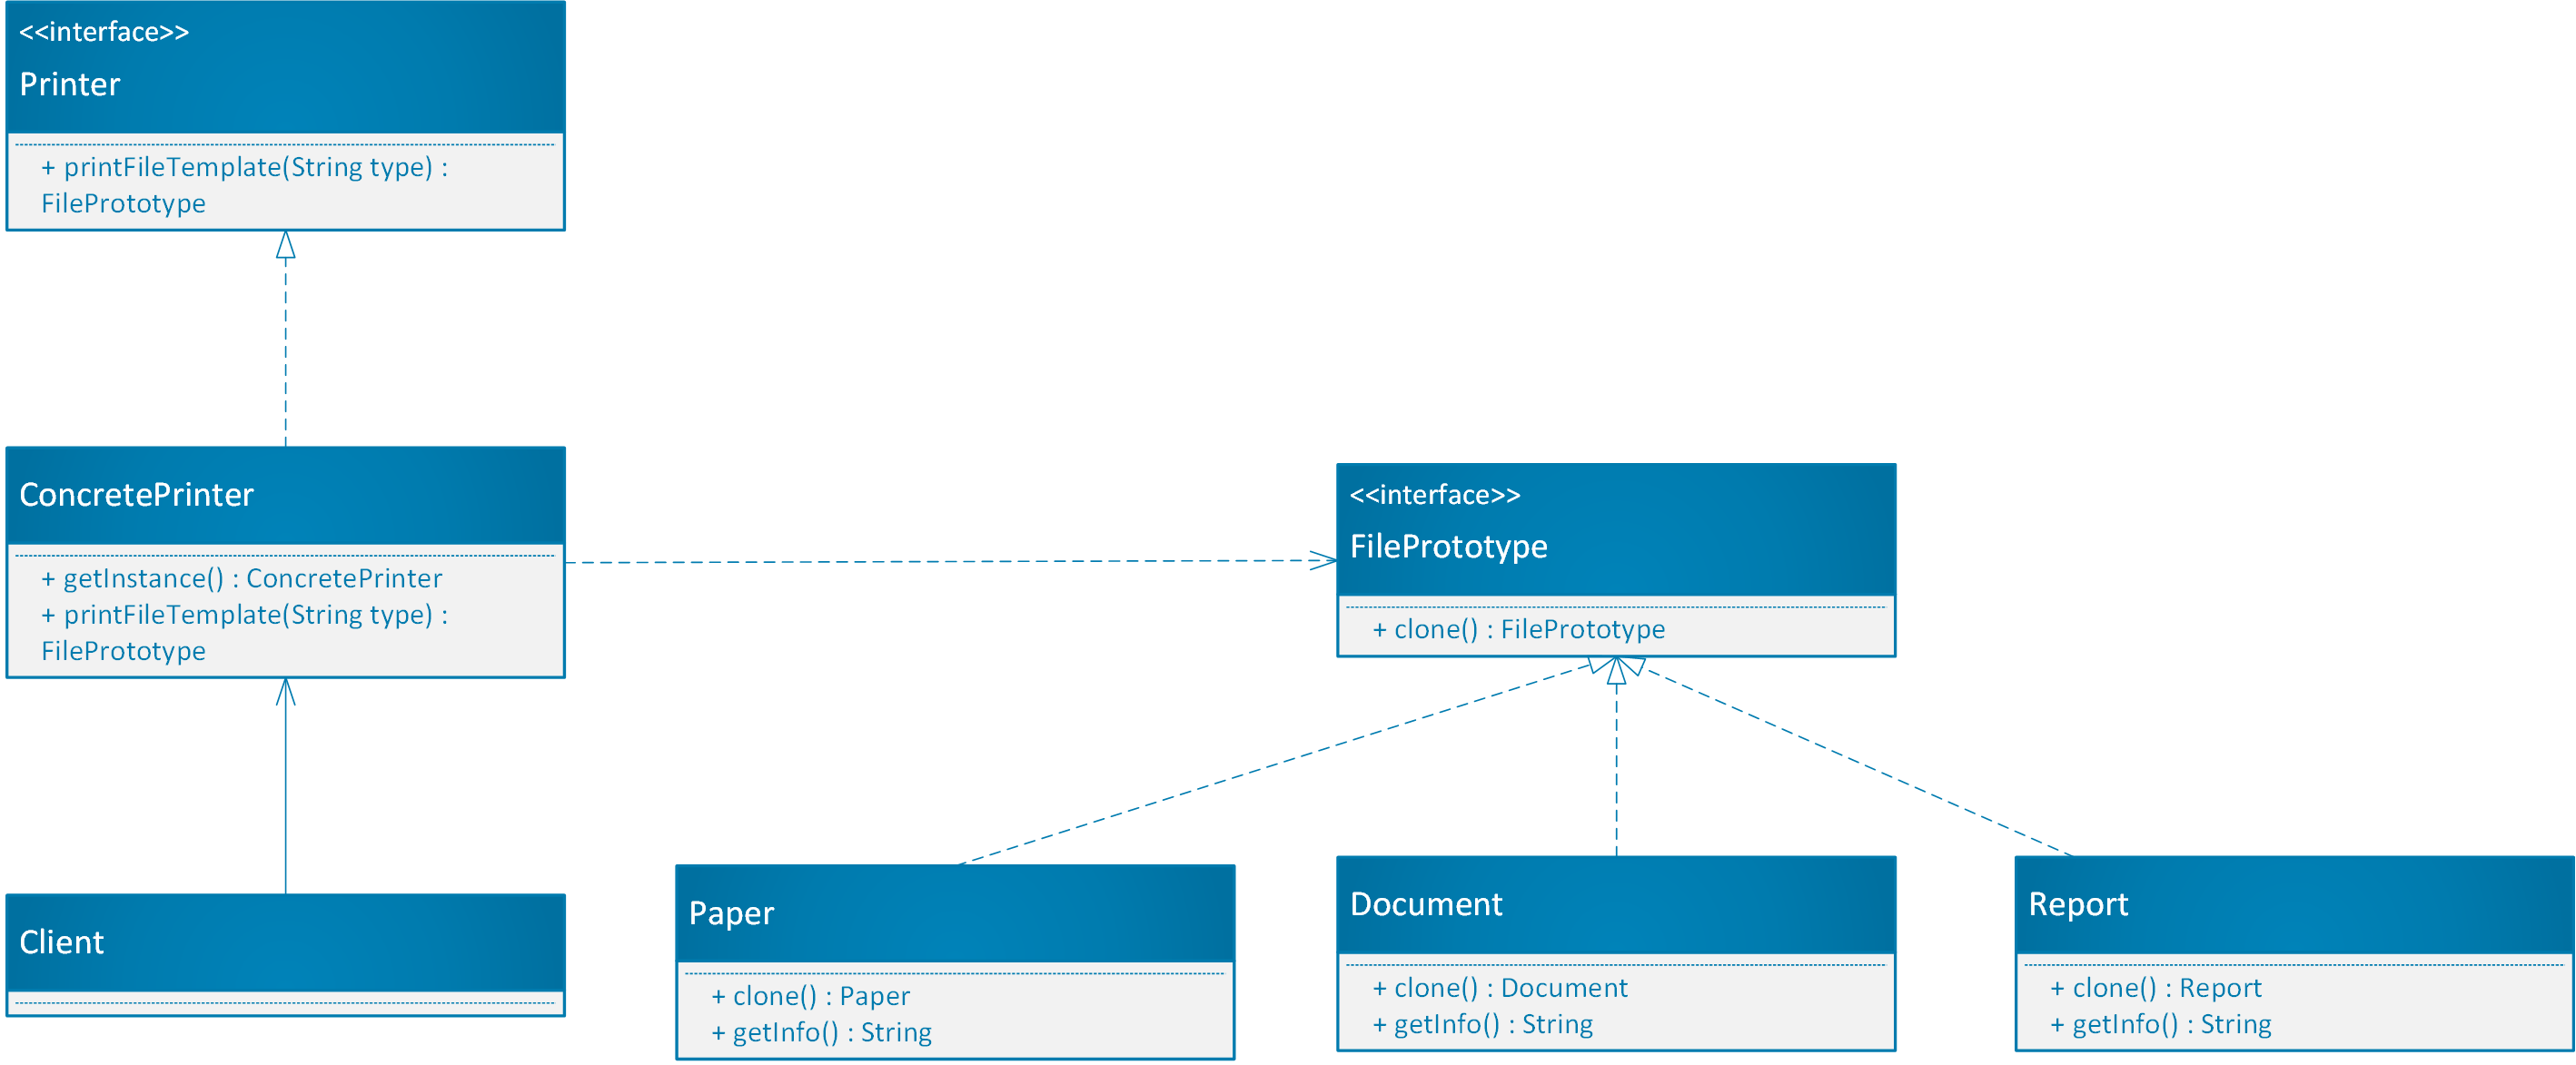 <<interface>>
Printer
+ printFileTemplate(String type) :
FilePrototype
ConcretePrinter
+ getInstance() : ConcretePrinter
+ printFileTemplate(String type) :
FilePrototype
<<interface>>
FilePrototype
+ clone() : FilePrototype
Client
Paper
+ clone() : Paper
+ getInfo() : String
Document
+ clone() : Document
+ getInfo() : String
Report
+ clone() : Report
+ getInfo() : String